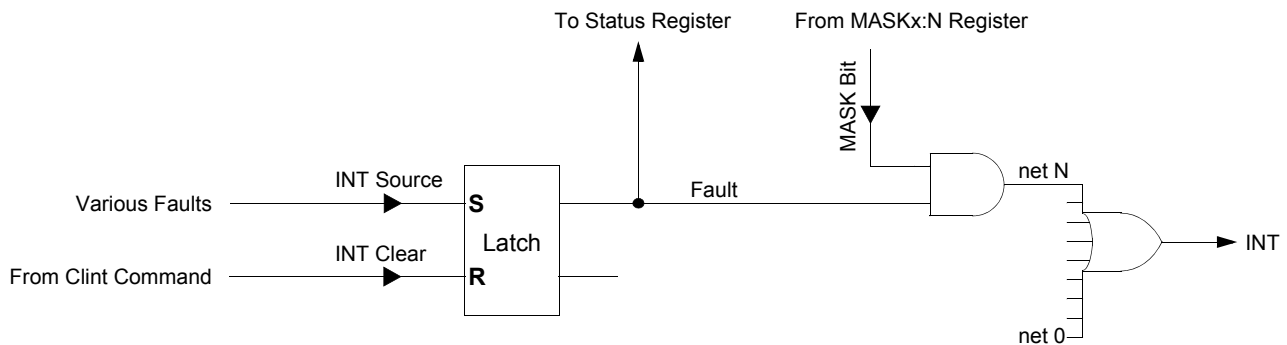 To Status Register
From MASKx:N Register
MASK Bit
INT Source
Various Faults
S
Fault
net N
Latch
INT
INT Clear
From Clint Command
R
net 0